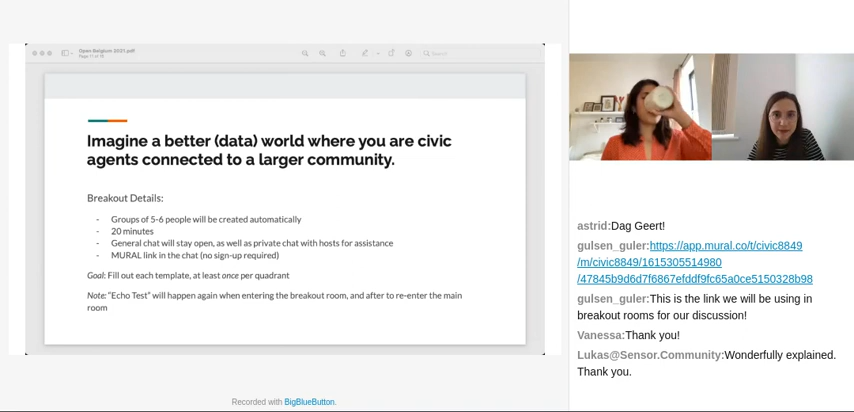 Open Belgium 2021.pdf
Search
Imagine a better (data) world where you are civic
agents connected to a larger community.
Breakout Details:
- Groups of 5-6 people will be created automatically
- 20 minutes
- General chat will stay open, as well as private chat with hosts for assistance
- MURAL link in the chat (no sign-up required)
Goal: Fill out each template, at least once per quadrant
Note: “Echo Test” will happen again when entering the breakout room, and after to re-enter the main
room
Recorded with BigBlueButton.
astrid:Dag Geert!
gulsen_guler:https://app.mural.co/t/civic8849
/m/civic8849/1615305514980
/47845b9d6d7f6867efddf9fc65a0ce5150328b98
gulsen_guler:This is the link we will be using in
breakout rooms for our discussion!
Vanessa:Thank you!
Lukas@Sensor.Community:Wonderfully explained.
Thank you.